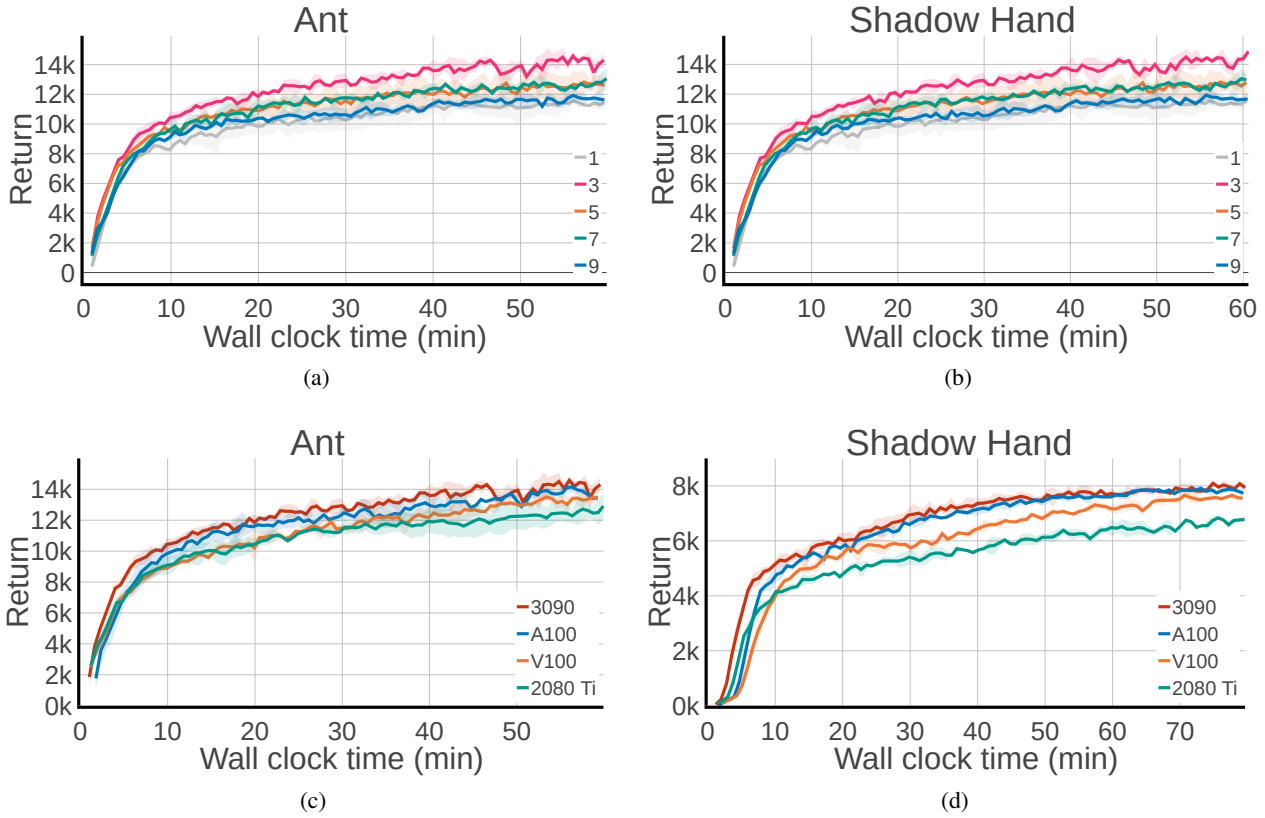 Ant
Return
14k
12k
10k
8k
6k
4k
2k
0
1
3
5
7
9
0 10 20 30 40 50
Wall clock time (min)
(a)
Shadow Hand
Return
14k
12k
10k
8k
6k
4k
2k
0
1
3
5
7
9
0 10 20 30 40 50 60
Wall clock time (min)
(b)
Ant
Return
14k
12k
10k
8k
6k
4k
2k
0k
3090
A100
V100
2080 Ti
0 10 20 30 40 50
Wall clock time (min)
(c)
Shadow Hand
Return
8k
6k
4k
2k
0k
3090
A100
V100
2080 Ti
0 10 20 30 40 50 60 70
Wall clock time (min)
(d)